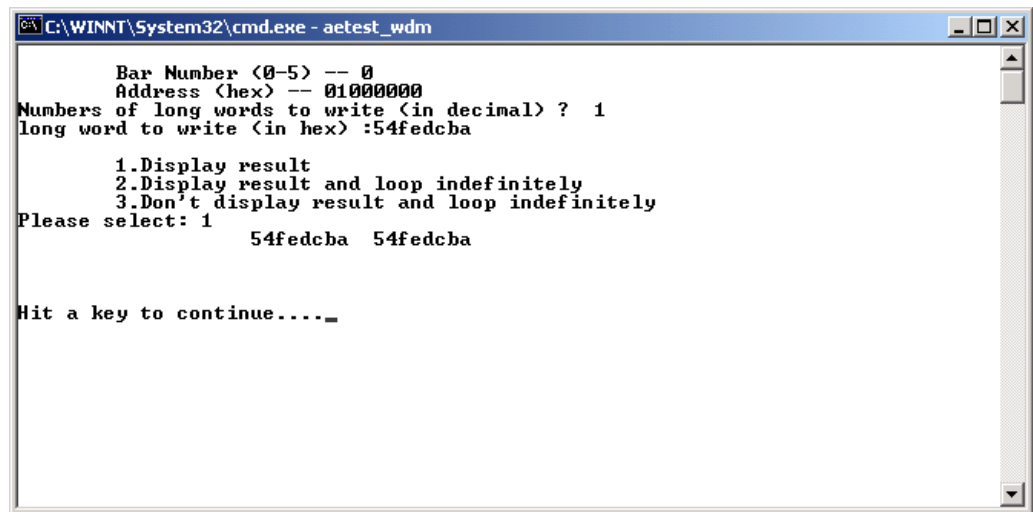 C:\WINNT\System32\cmd.exe - aetest_wdm
Bar Number (0-5) -- 0
Address (hex) -- 01000000
Numbers of long words to write (in decimal) ?  1
long word to write (in hex) :54fedcba
1.Display result
2.Display result and loop indefinitely
3.Don't display result and loop indefinitely
Please select: 1
54fedcba  54fedcba
Hit a key to continue...._